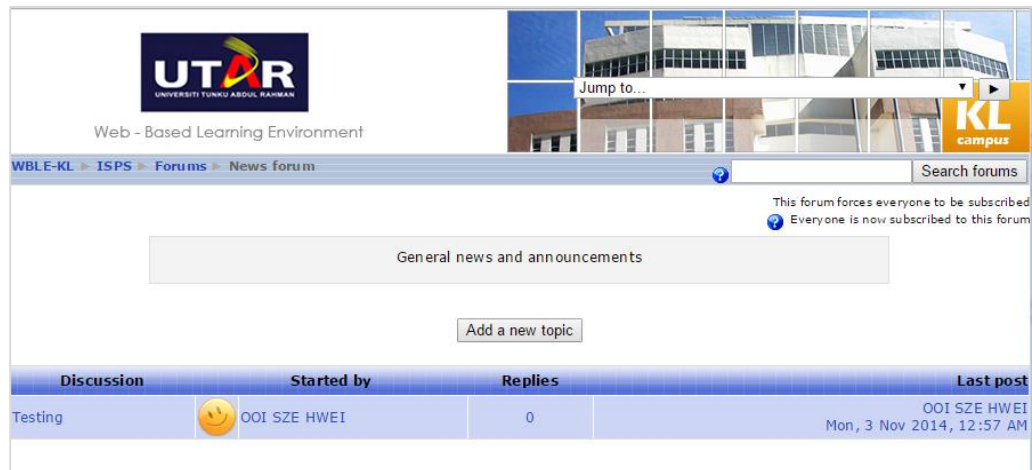 UTAR
UNIVERSITI TUNKU ABDUL RAHMAN
Web - Based Learning Environment
Jump to...
KL
campus
WBLE-KL ► ISPS ► Forums ► News forum
Search forums
This forum forces everyone to be subscribed
Everyone is now subscribed to this forum
General news and announcements
Add a new topic
Discussion Started by Replies Last post
Testing OOI SZE HWEI 0 OOI SZE HWEI
Mon, 3 Nov 2014, 12:57 AM